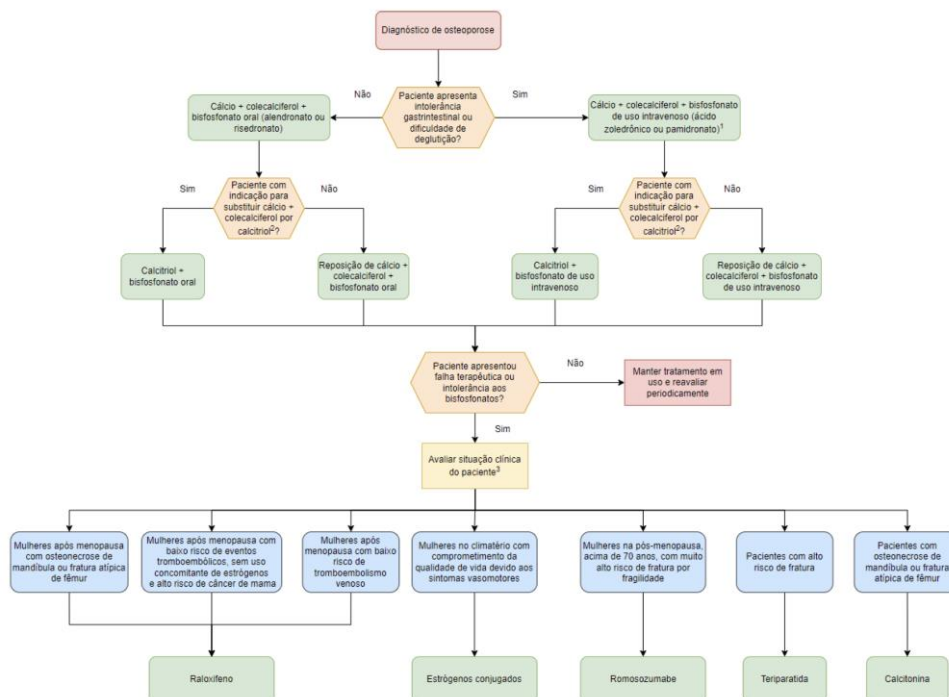 Diagnóstico de osteoporose
Não
Sim
Cálcio + colecalciferol +
bisfosfonato oral (alendronato ou
risedronato)
Paciente apresenta
intolerância
gastrintestinal ou
dificuldade de
deglutição?
Cálcio + colecalciferol + bisfosfonato
de uso intravenoso (ácido
zoledrônico ou pamidronato)¹
Sim
Paciente com
indicação para
substituir cálcio +
colecalciferol por
calcitriol²?
Não
Sim
Paciente com
indicação para
substituir cálcio +
colecalciferol por
calcitriol²?
Não
Calcitriol +
bisfosfonato oral
Reposição de cálcio +
colecalciferol +
bisfosfonato oral
Calcitriol +
bisfosfonato de uso
intravenoso
Reposição de cálcio +
colecalciferol + bisfosfonato
de uso intravenoso
Paciente apresentou
falha terapêutica ou
intolerância aos
bisfosfonatos?
Não
Manter tratamento em
uso e reavaliar
periodicamente
Sim
Avaliar situação clínica
do paciente³
Mulheres após menopausa
com osteonecrose de
mandíbula ou fratura atípica
de fêmur
Mulheres após menopausa com
baixo risco de eventos
tromboembólicos, sem uso
concomitante de estrógenos
e alto risco de câncer de mama
Mulheres após
menopausa com baixo
risco de
tromboembolismo
venoso
Mulheres no climatério com
comprometimento da
qualidade de vida devido aos
sintomas vasomotores
Mulheres na pós-menopausa,
acima de 70 anos, com muito
alto risco de fratura por
fragilidade
Pacientes com alto
risco de fratura
Pacientes com
osteonecrose de
mandíbula ou fratura
atípica de fêmur
Raloxifeno
Estrógenos conjugados
Romosozumabe
Teriparatida
Calcitonina